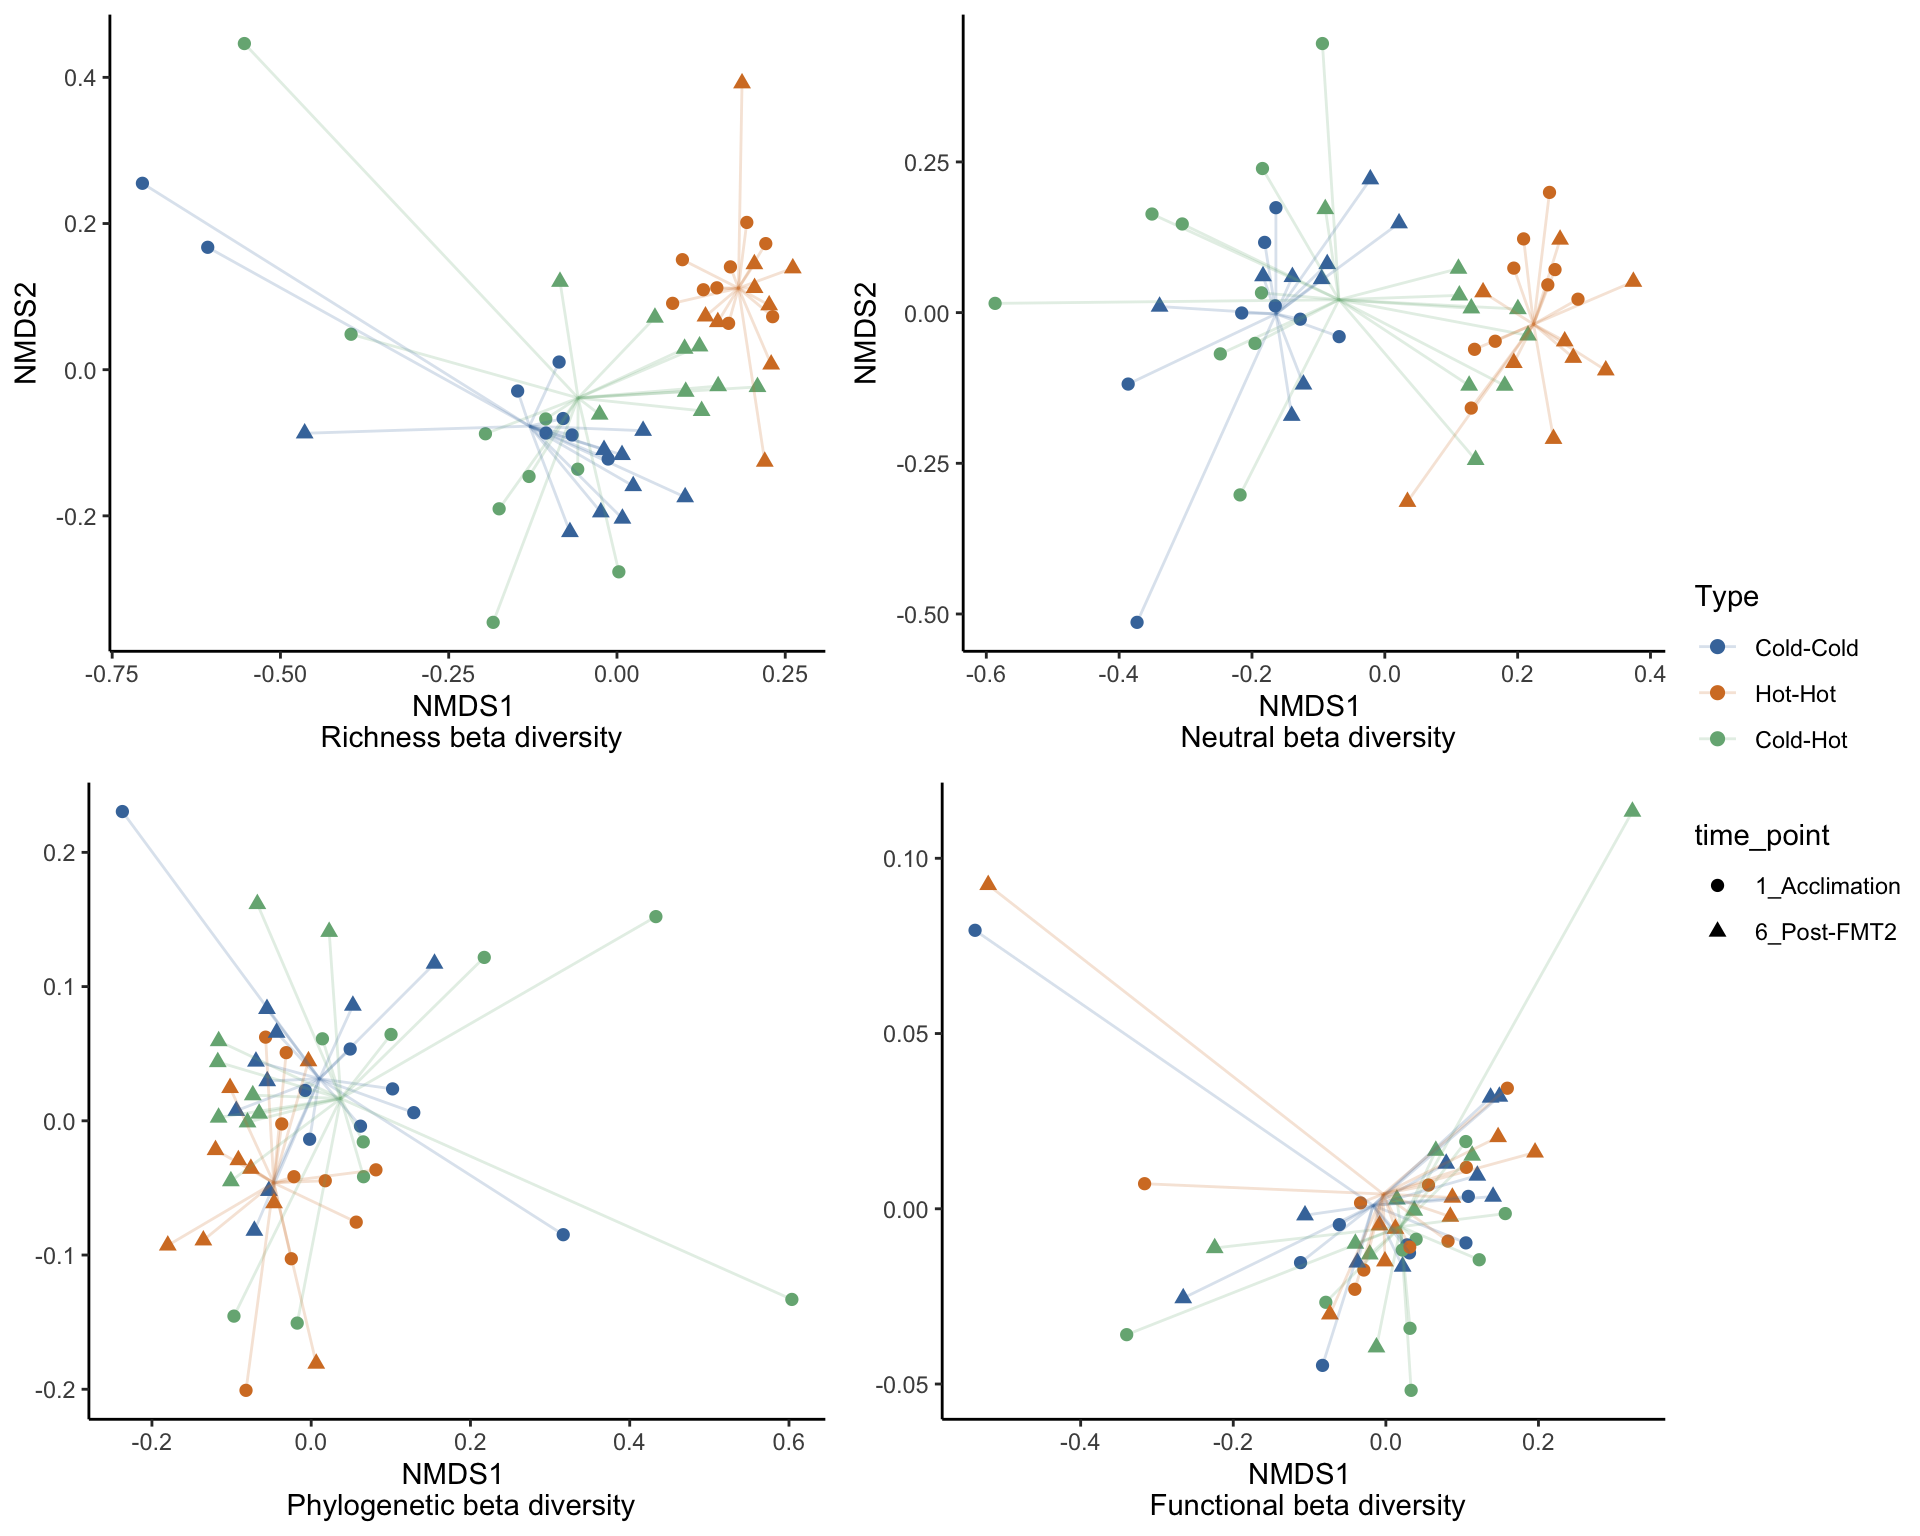 NMDS2
0.4
0.2
0.0
-0.2
-0.75
-0.50
-0.25
0.00
0.25
NMDS1
Richness beta diversity
NMDS2
0.25
0.00
-0.25
-0.50
-0.6
-0.4
-0.2
0.0
0.2
0.4
NMDS1
Neutral beta diversity
0.2
0.1
0.0
-0.1
-0.2
-0.2
0.0
0.2
0.4
0.6
NMDS1
Phylogenetic beta diversity
0.10
0.05
0.00
-0.05
-0.4
-0.2
0.0
0.2
NMDS1
Functional beta diversity
Type
Cold-Cold
Hot-Hot
Cold-Hot
time_point
1_Acclimation
6_Post-FMT2